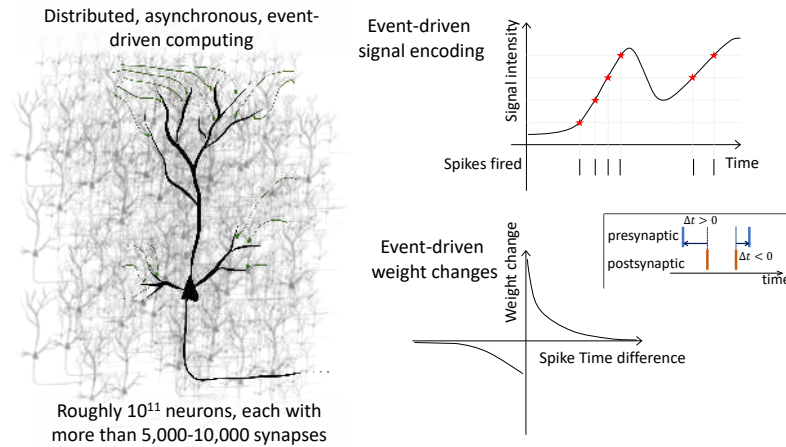 Distributed, asynchronous, event-
driven computing
Roughly 10¹¹ neurons, each with
more than 5,000-10,000 synapses
Event-driven
signal encoding
Signal intensity
Spikes fired
Time
Event-driven
weight changes
Weight change
Spike Time difference
Δt > 0
presynaptic
postsynaptic
Δt < 0
time